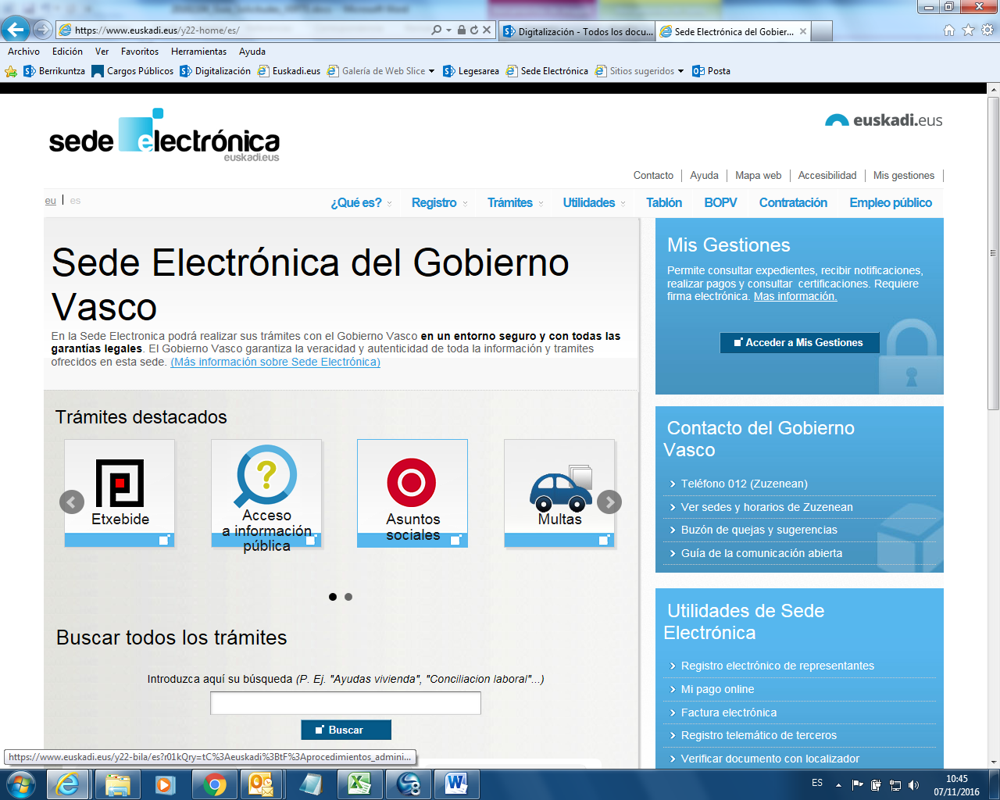 https://www.euskadi.eus/y22-home/es/
Digitalización - Todos los docu...
Sede Electrónica del Gobier...
Archivo Edición Ver Favoritos Herramientas Ayuda
Berrikuntza Cargos Públicos Digitalización Euskadi.eus Galería de Web Slice Legesarea Sede Electrónica Sitios sugeridos Posta
sede electrónica
euskadi.eus
euskadi.eus
Contacto Ayuda Mapa web Accesibilidad Mis gestiones
eu es
¿Qué es? Registro Trámites Utilidades Tablón BOPV Contratación Empleo público
Sede Electrónica del Gobierno
Vasco
En la Sede Electronica podrá realizar sus trámites con el Gobierno Vasco en un entorno seguro y con todas las
garantías legales. El Gobierno Vasco garantiza la veracidad y autenticidad de toda la información y tramites
ofrecidos en esta sede. (Más información sobre Sede Electrónica)
Mis Gestiones
Permite consultar expedientes, recibir notificaciones,
realizar pagos y consultar certificaciones. Requiere
firma electrónica. Mas información.
Acceder a Mis Gestiones
Trámites destacados
Etxebide
Acceso
a información
pública
Asuntos
sociales
Multas
Contacto del Gobierno
Vasco
Teléfono 012 (Zuzenean)
Ver sedes y horarios de Zuzenean
Buzón de quejas y sugerencias
Guía de la comunicación abierta
Buscar todos los trámites
Introduzca aquí su búsqueda (P. Ej. "Ayudas vivienda", "Conciliacion laboral"...)
Buscar
Utilidades de Sede
Electrónica
Registro electrónico de representantes
Mi pago online
Factura electrónica
Registro telemático de terceros
Verificar documento con localizador
https://www.euskadi.eus/y22-bila/es?r01kQry=tC%3Aeuskadi%3BtF%3Aprocedimientos_admini...
ES
10:45
07/11/2016